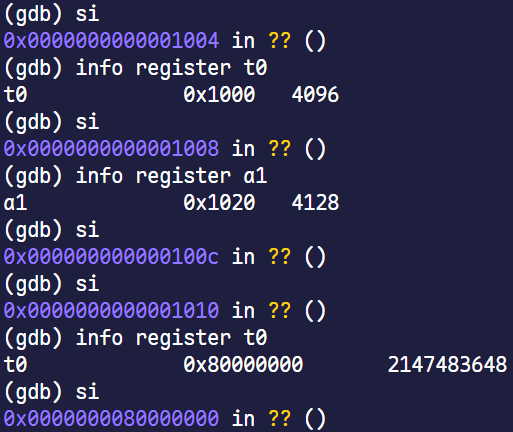 (gdb) si
0x0000000000001004 in ?? ()
(gdb) info register t0
t0             0x1000   4096
(gdb) si
0x0000000000001008 in ?? ()
(gdb) info register a1
a1             0x1020   4128
(gdb) si
0x000000000000100c in ?? ()
(gdb) si
0x0000000000001010 in ?? ()
(gdb) info register t0
t0             0x80000000       2147483648
(gdb) si
0x0000000080000000 in ?? ()